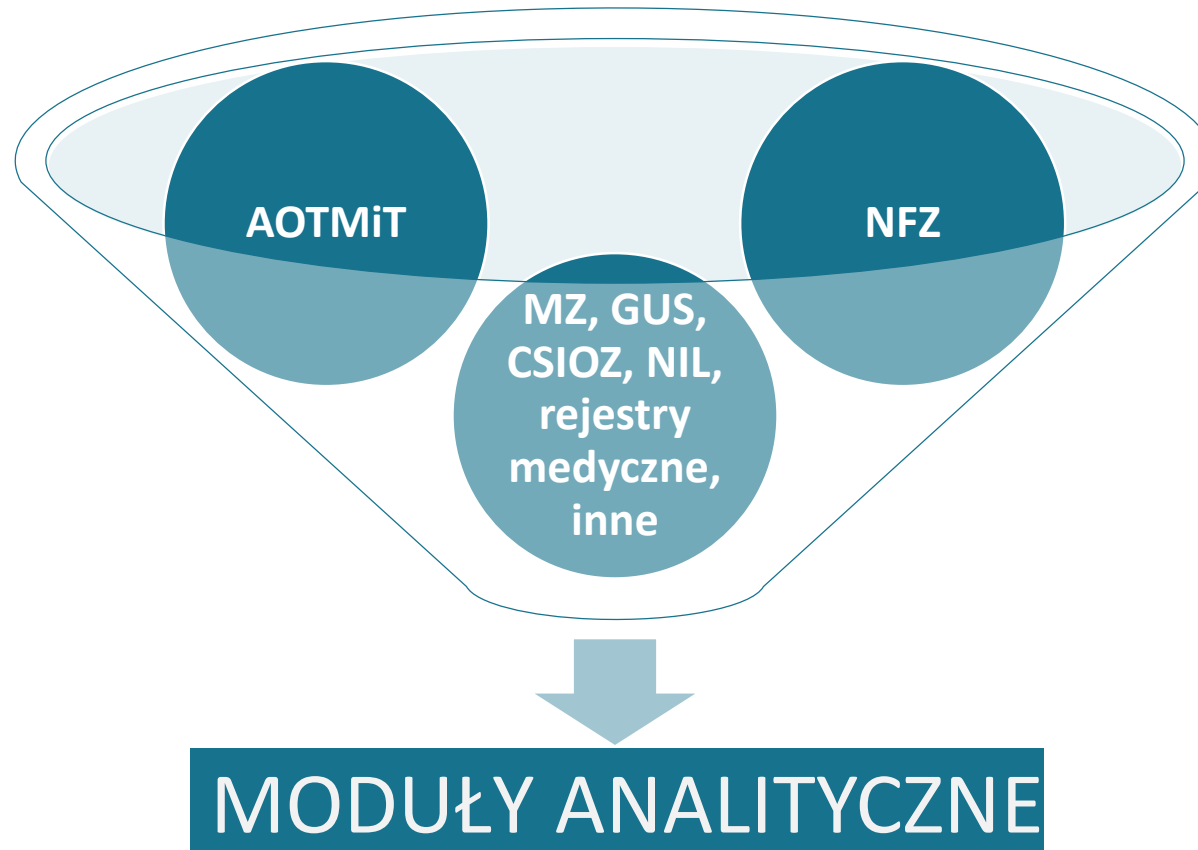 AOTMiT
NFZ
MZ, GUS,
CSIOZ, NIL,
rejestry
medyczne,
inne
MODUŁY ANALITYCZNE